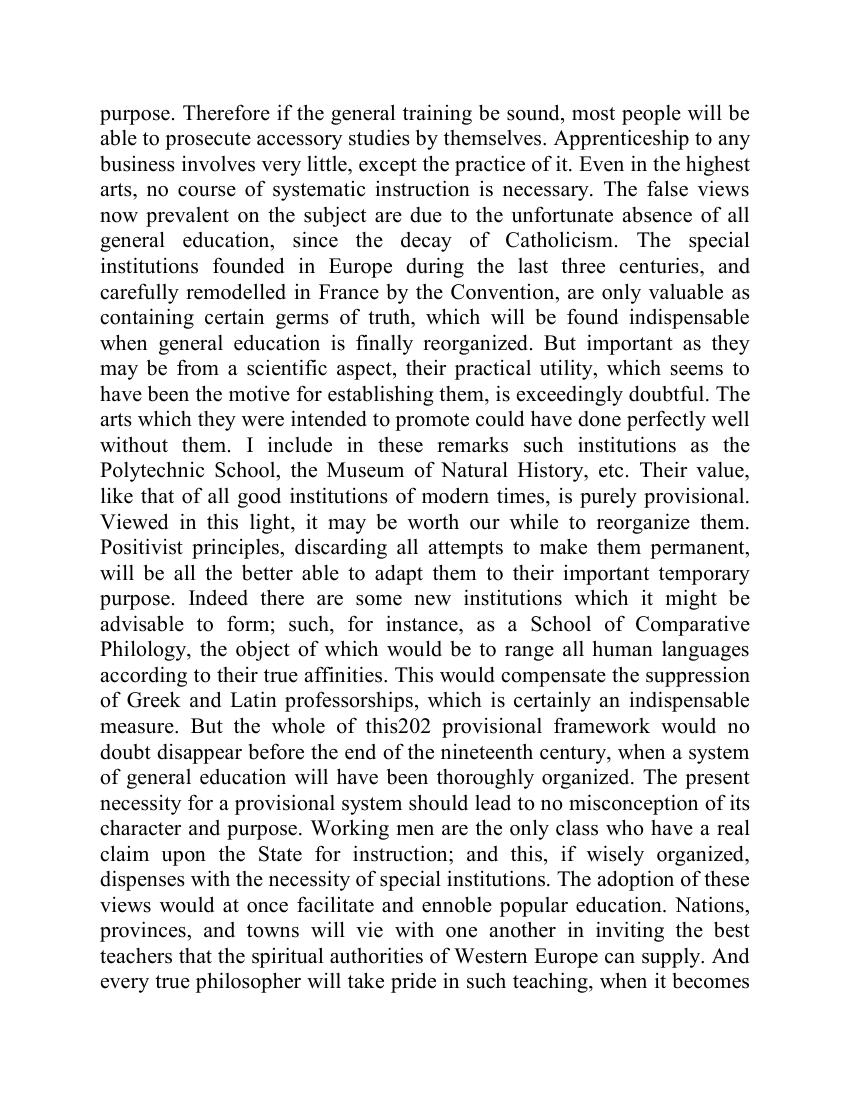 purpose. Therefore if the general training be sound, most people will be
able to prosecute accessory studies by themselves. Apprenticeship to any
business involves very little, except the practice of it. Even in the highest
arts, no course of systematic instruction is necessary. The false views
now prevalent on the subject are due to the unfortunate absence of all
general education, since the decay of Catholicism. The special
institutions founded in Europe during the last three centuries, and
carefully remodelled in France by the Convention, are only valuable as
containing certain germs of truth, which will be found indispensable
when general education is finally reorganized. But important as they
may be from a scientific aspect, their practical utility, which seems to
have been the motive for establishing them, is exceedingly doubtful. The
arts which they were intended to promote could have done perfectly well
without them. I include in these remarks such institutions as the
Polytechnic School, the Museum of Natural History, etc. Their value,
like that of all good institutions of modern times, is purely provisional.
Viewed in this light, it may be worth our while to reorganize them.
Positivist principles, discarding all attempts to make them permanent,
will be all the better able to adapt them to their important temporary
purpose. Indeed there are some new institutions which it might be
advisable to form; such, for instance, as a School of Comparative
Philology, the object of which would be to range all human languages
according to their true affinities. This would compensate the suppression
of Greek and Latin professorships, which is certainly an indispensable
measure. But the whole of this202 provisional framework would no
doubt disappear before the end of the nineteenth century, when a system
of general education will have been thoroughly organized. The present
necessity for a provisional system should lead to no misconception of its
character and purpose. Working men are the only class who have a real
claim upon the State for instruction; and this, if wisely organized,
dispenses with the necessity of special institutions. The adoption of these
views would at once facilitate and ennoble popular education. Nations,
provinces, and towns will vie with one another in inviting the best
teachers that the spiritual authorities of Western Europe can supply. And
every true philosopher will take pride in such teaching, when it becomes